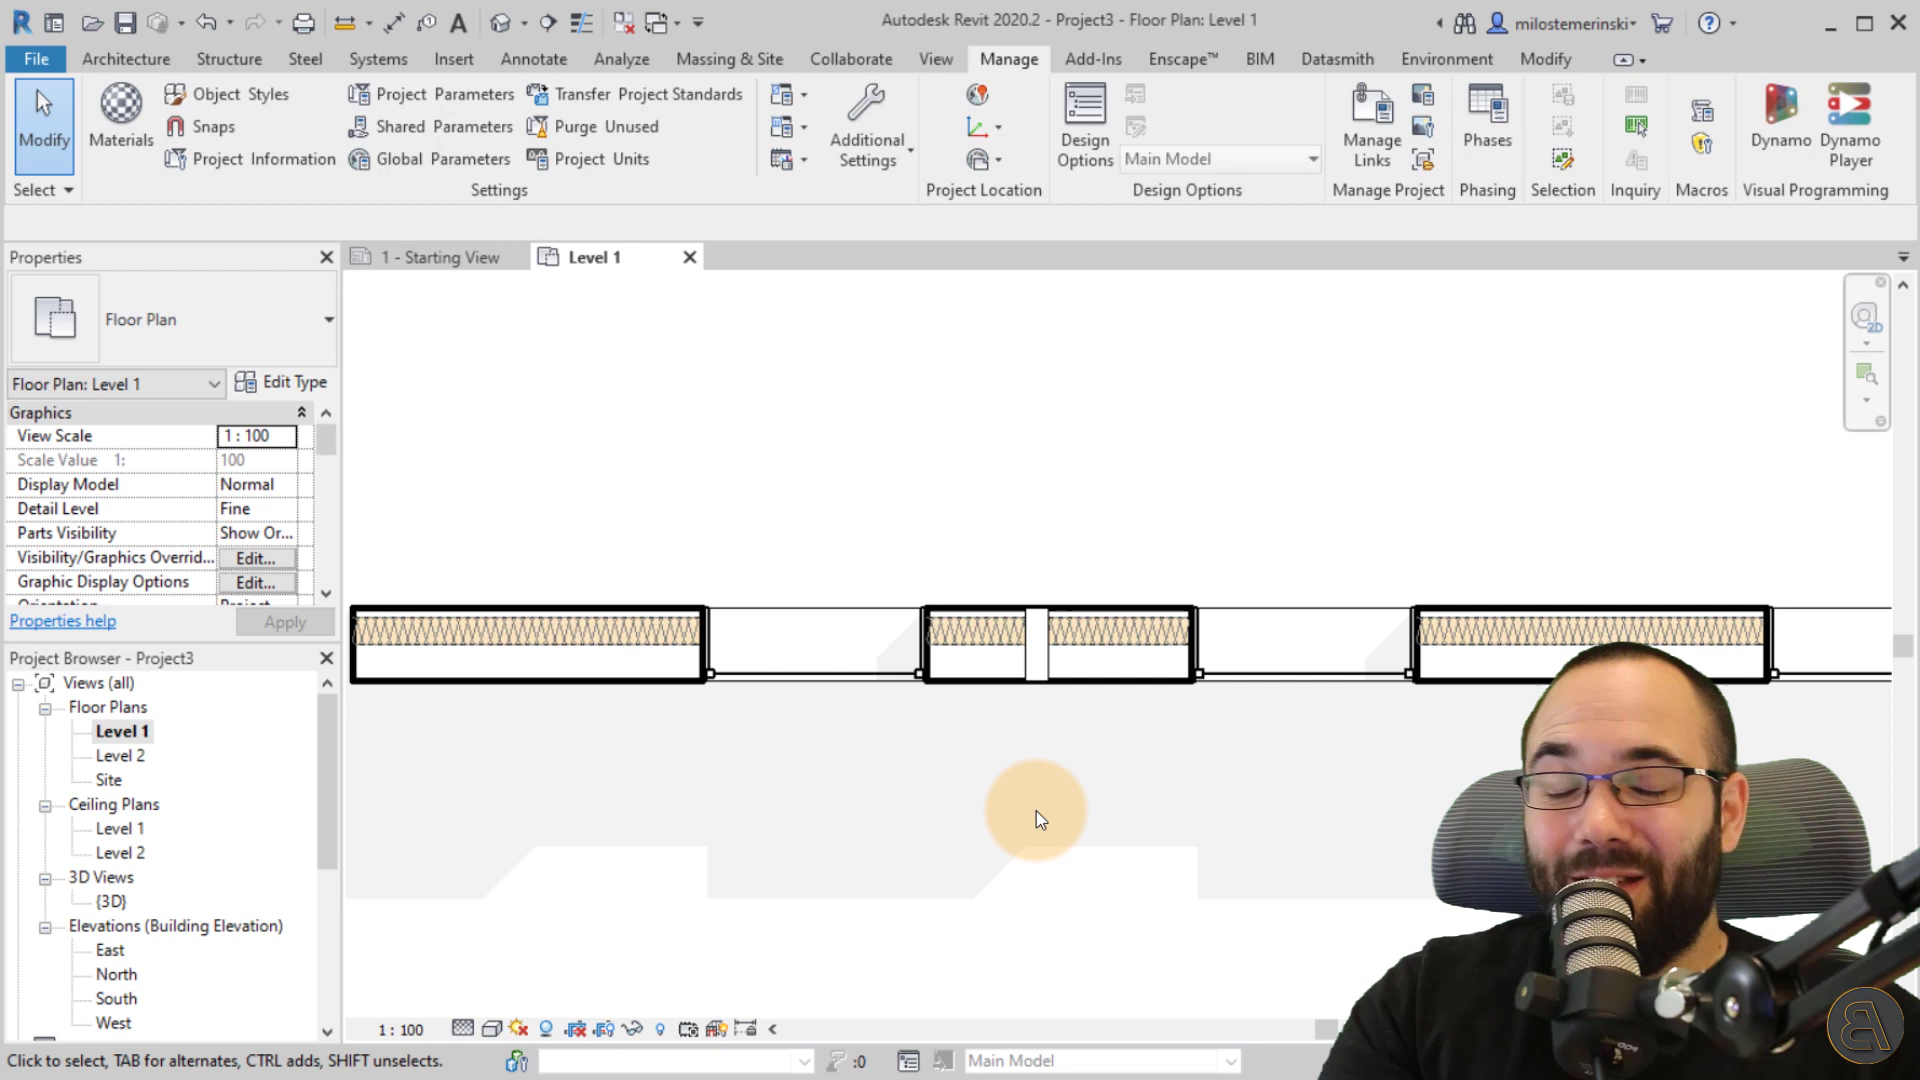 Autodesk Revit 2020.2 - Project3 - Floor Plan: Level 1
milostemerinski
File Architecture Structure Steel Systems Insert Annotate Analyze Massing & Site Collaborate View Manage Add-Ins Enscape™ BIM Datasmith Environment Modify
Modify
Select
Materials
Object Styles
Snaps
Project Information
Project Parameters
Shared Parameters
Global Parameters
Transfer Project Standards
Purge Unused
Project Units
Settings
Additional
Settings
Project Location
Design
Options
Main Model
Design Options
Manage
Links
Manage Project
Phases
Phasing
Selection
Inquiry
Macros
Dynamo
Dynamo
Player
Visual Programming
Properties
1 - Starting View
Level 1
Floor Plan
Floor Plan: Level 1
Edit Type
Graphics
View Scale 1 : 100
Scale Value 1: 100
Display Model Normal
Detail Level Fine
Parts Visibility Show Or...
Visibility/Graphics Overrid... Edit...
Graphic Display Options Edit...
Properties help
Apply
Project Browser - Project3
Views (all)
Floor Plans
Level 1
Level 2
Site
Ceiling Plans
Level 1
Level 2
3D Views
{3D}
Elevations (Building Elevation)
East
North
South
West
2D
1 : 100
Click to select, TAB for alternates, CTRL adds, SHIFT unselects.
:0
Main Model